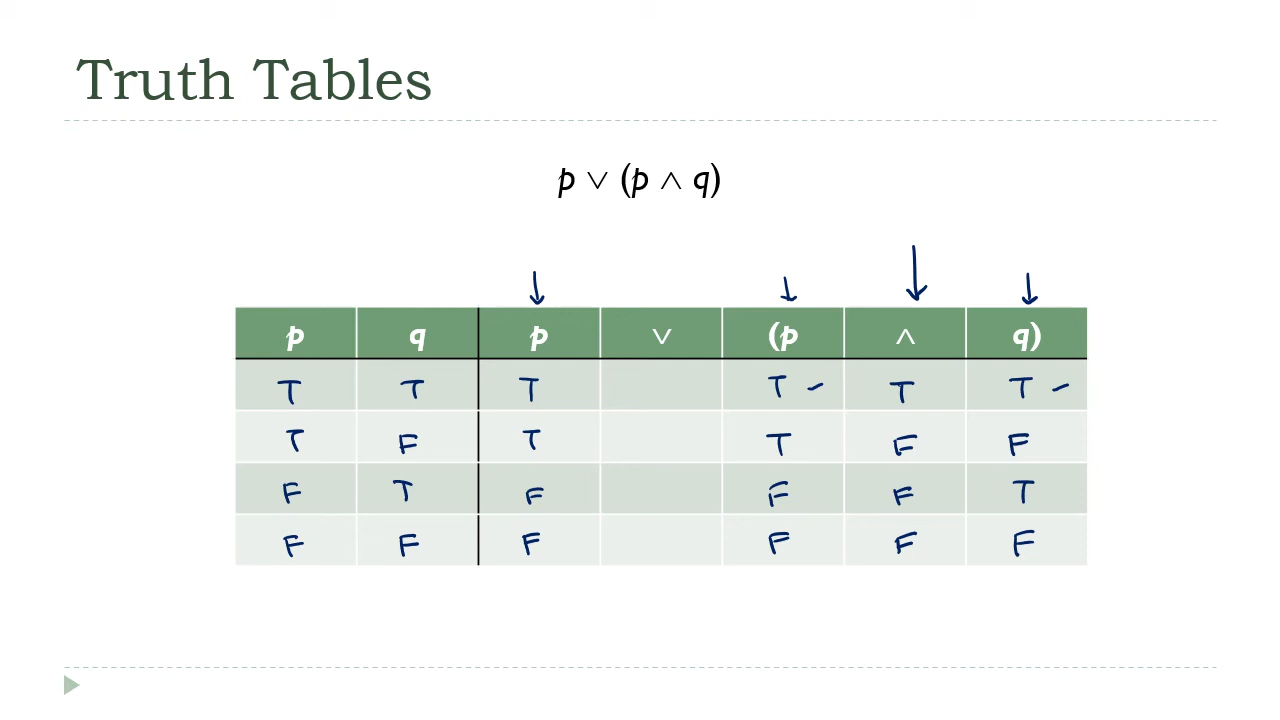 Truth Tables
p ∨ (p ∧ q)
p q p ∨ (p ∧ q)
T T T T T T
T F T T F F
F T F F F T
F F F F F F